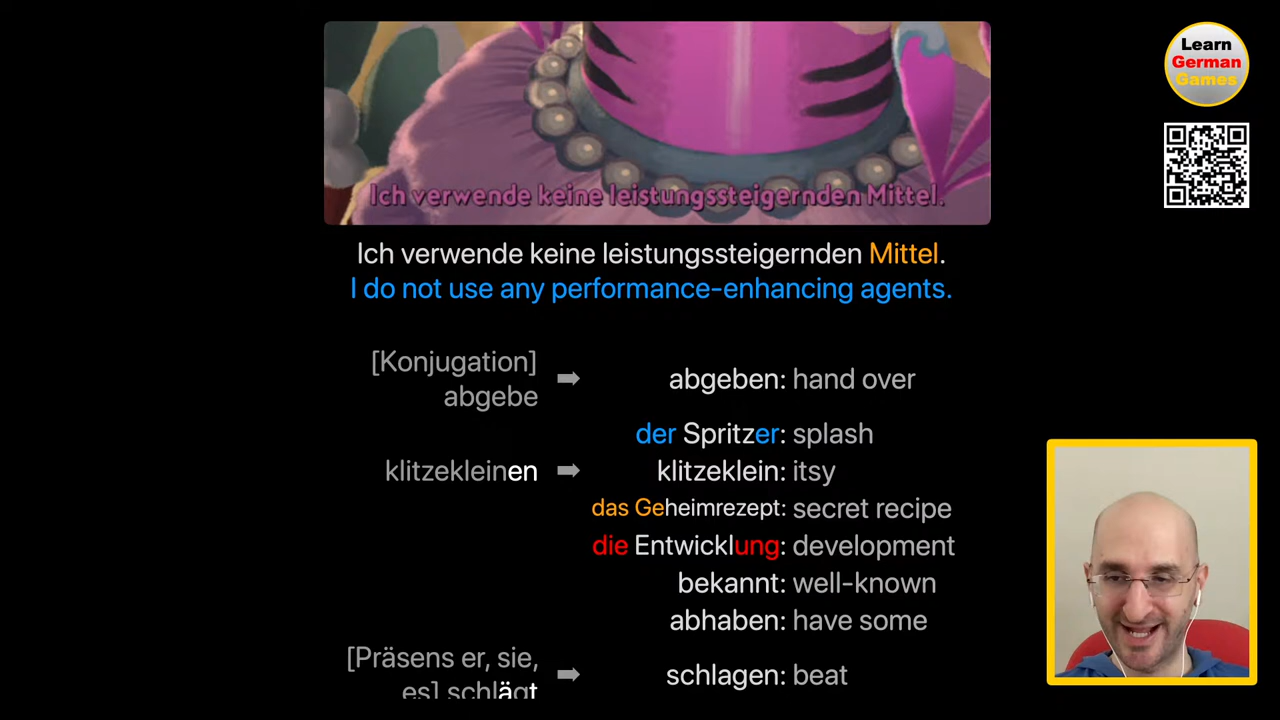 Learn
German
Games
Ich verwende keine leistungssteigernden Mittel.
Ich verwende keine leistungssteigernden Mittel.
I do not use any performance-enhancing agents.
[Konjugation]
abgebe ➡ abgeben: hand over
der Spritzer: splash
klitzekleinen ➡ klitzeklein: itsy
das Geheimrezept: secret recipe
die Entwicklung: development
bekannt: well-known
abhaben: have some
[Präsens er, sie,
es] schlägt ➡ schlagen: beat